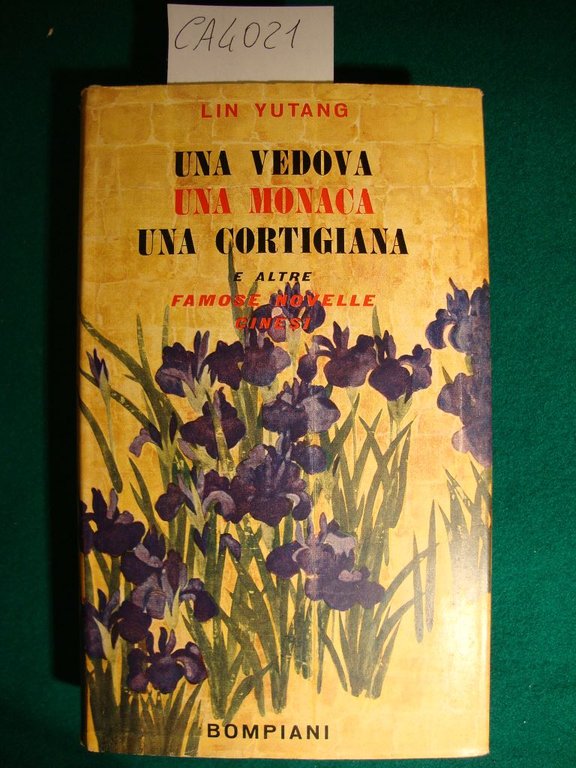 CA4021
LIN YUTANG
UNA VEDOVA
UNA MONACA
UNA CORTIGIANA
E ALTRE
FAMOSE NOVELLE
CINESI
BOMPIANI